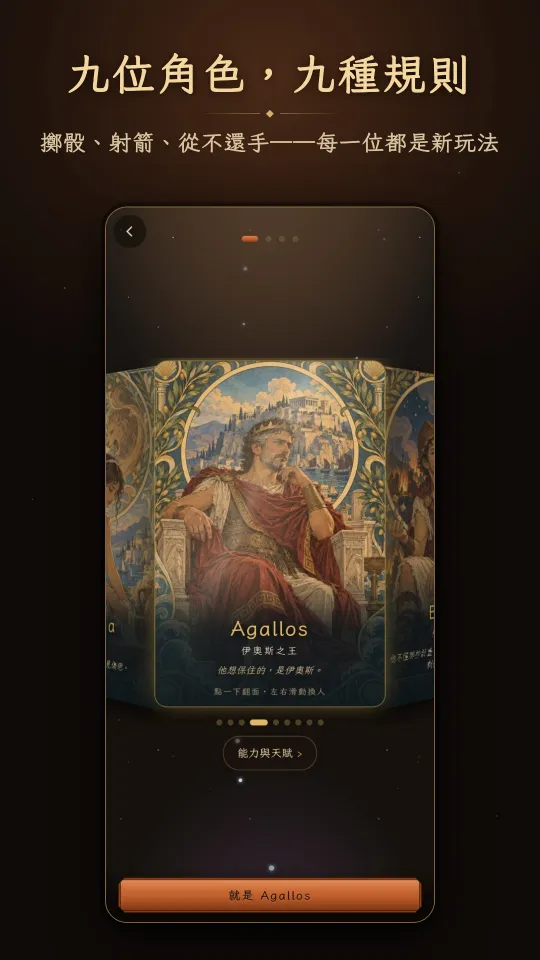 九位角色，九種規則
擲骰、射箭、從不還手——每一位都是新玩法
a
Agallos
伊奧斯之王
他想保住的，是伊奧斯。
點一下翻面，左右滑動換人
能力與天賦 >
就是 Agallos